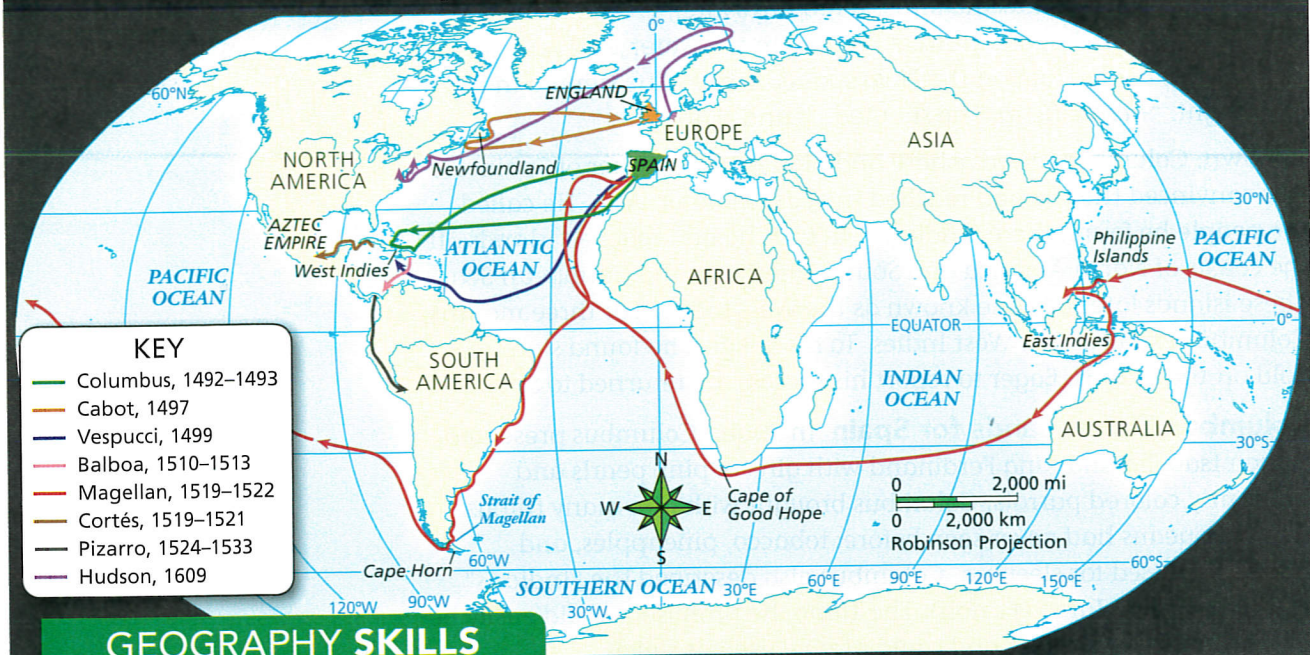 0°
60°N
ENGLAND
EUROPE
ASIA
NORTH
AMERICA
Newfoundland
SPAIN
30°N
AZTEC
EMPIRE
ATLANTIC
OCEAN
West Indies
AFRICA
Philippine
Islands
PACIFIC
OCEAN
PACIFIC
OCEAN
0°
EQUATOR
East Indies
SOUTH
AMERICA
INDIAN
OCEAN
AUSTRALIA
30°S
KEY
Columbus, 1492–1493
Cabot, 1497
Vespucci, 1499
Balboa, 1510–1513
Magellan, 1519–1522
Cortés, 1519–1521
Pizarro, 1524–1533
Hudson, 1609
Strait of
Magellan
N
W
E
S
Cape of
Good Hope
0 2,000 mi
0 2,000 km
Robinson Projection
Cape Horn
60°W
SOUTHERN OCEAN
30°E
60°E
90°E
120°E
150°E
60°S
120°W
90°W
30°W
GEOGRAPHY SKILLS